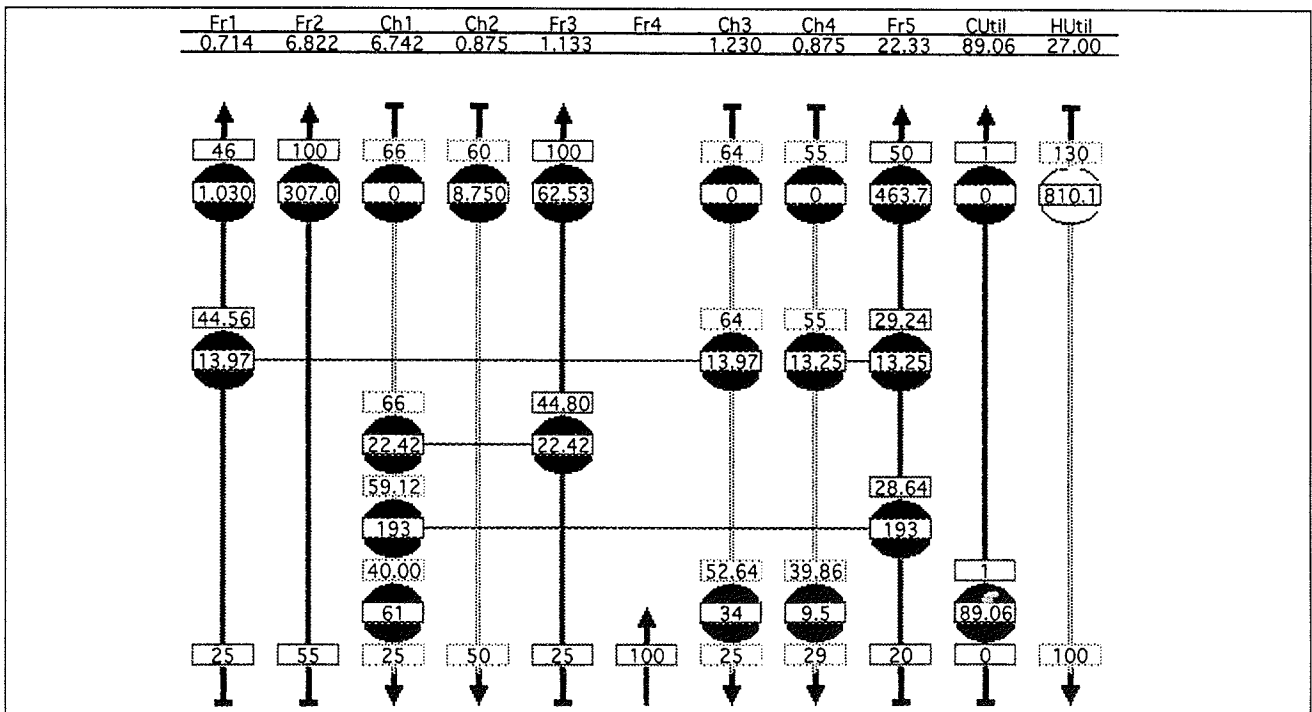 Fr1 Fr2 Ch1 Ch2 Fr3 Fr4 Ch3 Ch4 Fr5 CUtil HUtil
0.714 6.822 6.742 0.875 1.133 1.230 0.875 22.33 89.06 27.00
46 100 66 60 100 64 55 50 1 130
1.030 307.0 0 8.750 62.53 0 0 463.7 0 810.1
44.56 64 55 29.24
13.97 13.97 13.25 13.25
66 44.80
22.42 22.42
59.12 28.64
193 193
40.00 52.64 39.86 1
61 34 9.5 89.06
25 55 25 50 25 100 25 29 20 0 100